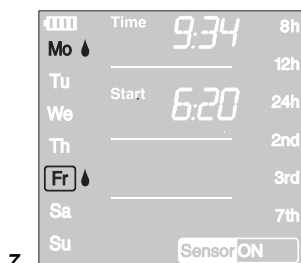 Mo
Tu
We
Th
Fr
Sa
Su
Time 9:34
Start 6:20
8h
12h
24h
2nd
3rd
7th
Sensor ON
7